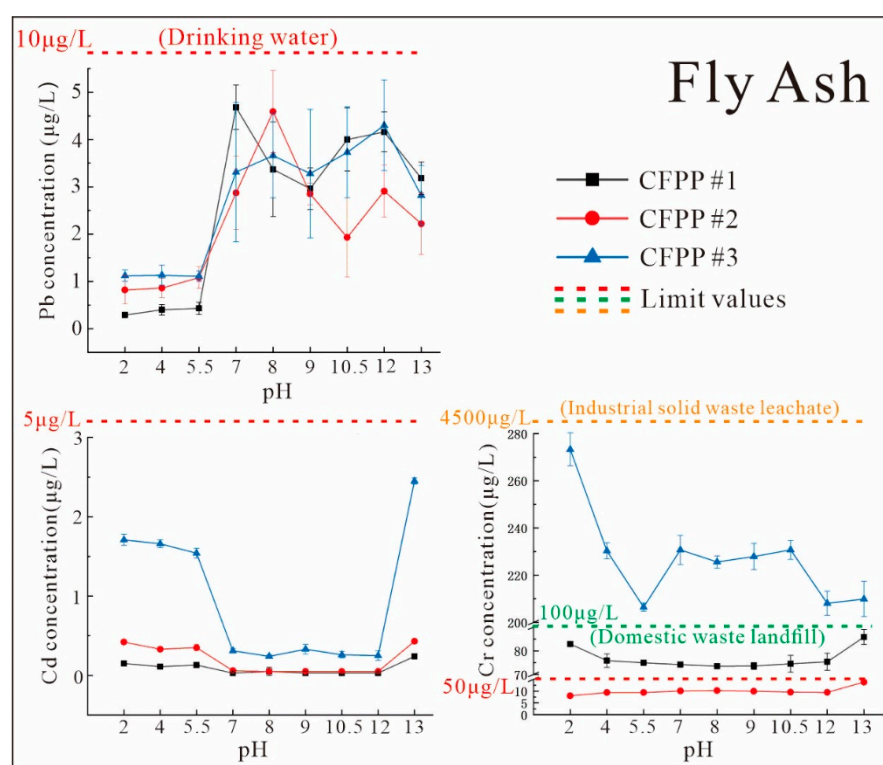 10μg/L (Drinking water)
Fly Ash
Pb concentration (μg/L)
5
4
3
2
1
0
2 4 5.5 7 8 9 10.5 12 13
pH
CFPP #1
CFPP #2
CFPP #3
Limit values
5μg/L
Cd concentration(μg/L)
3
2
1
0
2 4 5.5 7 8 9 10.5 12 13
pH
4500μg/L (Industrial solid waste leachate)
Cr concentration(μg/L)
280
260
240
220
200
100μg/L
(Domestic waste landfill)
80
70
50μg/L
10
5
0
2 4 5.5 7 8 9 10.5 12 13
pH